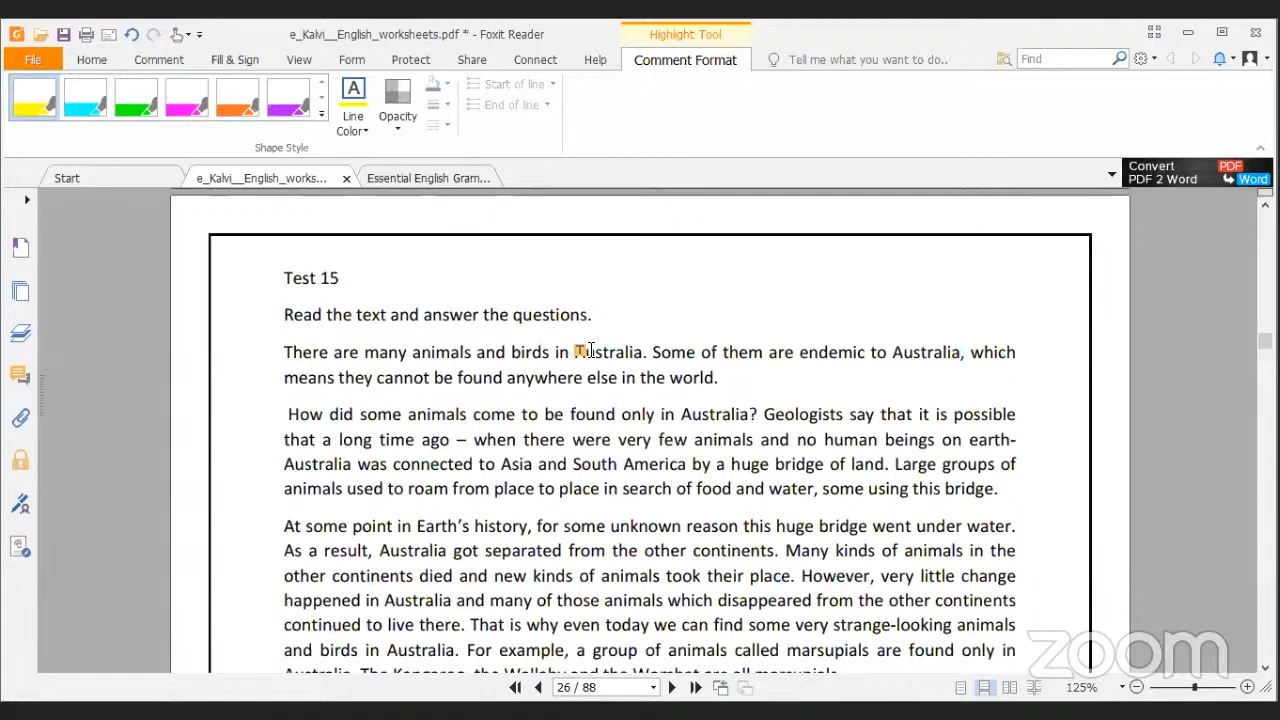 e_Kalvi__English_worksheets.pdf * - Foxit Reader
Highlight Tool
File Home Comment Fill & Sign View Form Protect Share Connect Help Comment Format Tell me what you want to do.. Find
Line Color
Opacity
Start of line
End of line
Shape Style
Start e_Kalvi__English_works... Essential English Gram...
Convert PDF
PDF 2 Word Word
Test 15
Read the text and answer the questions.
There are many animals and birds in Australia. Some of them are endemic to Australia, which
means they cannot be found anywhere else in the world.
How did some animals come to be found only in Australia? Geologists say that it is possible
that a long time ago – when there were very few animals and no human beings on earth-
Australia was connected to Asia and South America by a huge bridge of land. Large groups of
animals used to roam from place to place in search of food and water, some using this bridge.
At some point in Earth's history, for some unknown reason this huge bridge went under water.
As a result, Australia got separated from the other continents. Many kinds of animals in the
other continents died and new kinds of animals took their place. However, very little change
happened in Australia and many of those animals which disappeared from the other continents
continued to live there. That is why even today we can find some very strange-looking animals
and birds in Australia. For example, a group of animals called marsupials are found only in
Australia. The Kangaroo, the Wallaby and the Wombat are all marsupials.
zoom
26 / 88
125%